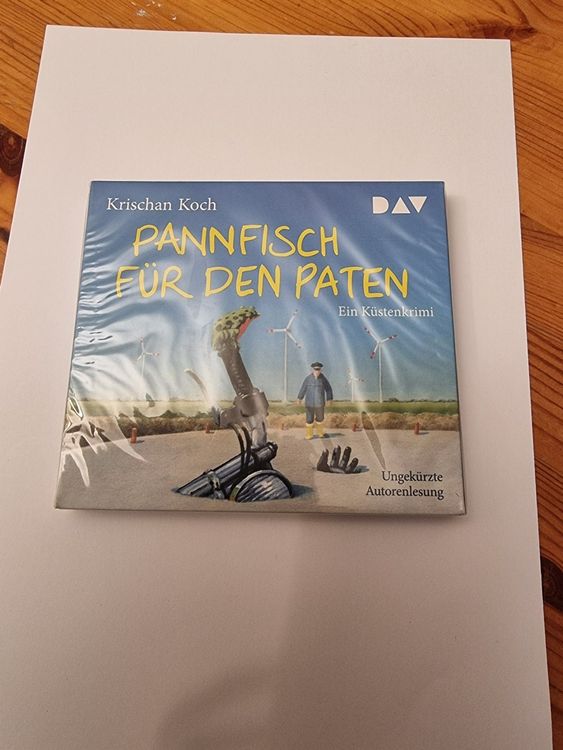 Krischan Koch
DAV
PANNFISCH
FÜR DEN PATEN
Ein Küstenkrimi
Ungekürzte
Autorenlesung